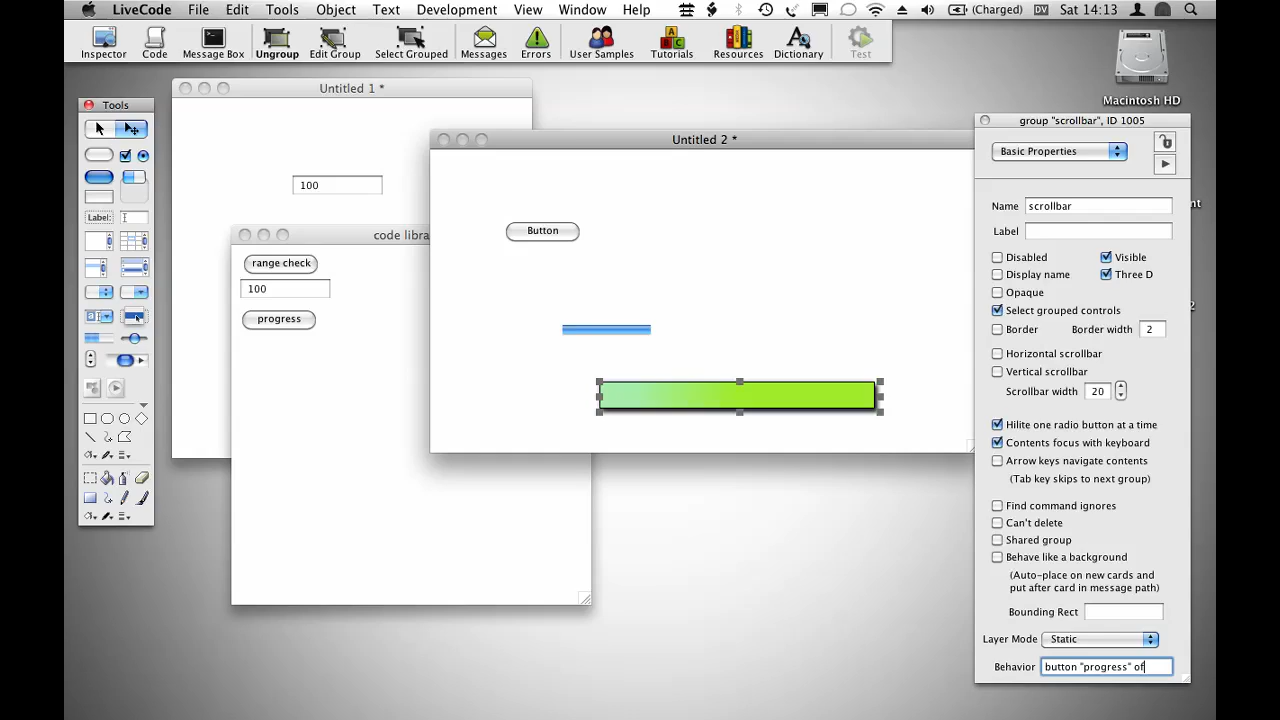 LiveCode File Edit Tools Object Text Development View Window Help (Charged) DV Sat 14:13
Inspector Code Message Box Ungroup Edit Group Select Grouped Messages Errors User Samples Tutorials Resources Dictionary Test
Macintosh HD
Untitled 1 *
100
Tools
Label:
Untitled 2 *
Button
code libra
range check
100
progress
group "scrollbar", ID 1005
Basic Properties
Name scrollbar
Label
Disabled Visible
Display name Three D
Opaque
Select grouped controls
Border Border width 2
Horizontal scrollbar
Vertical scrollbar
Scrollbar width 20
Hilite one radio button at a time
Contents focus with keyboard
Arrow keys navigate contents
(Tab key skips to next group)
Find command ignores
Can't delete
Shared group
Behave like a background
(Auto-place on new cards and
put after card in message path)
Bounding Rect
Layer Mode Static
Behavior button "progress" of